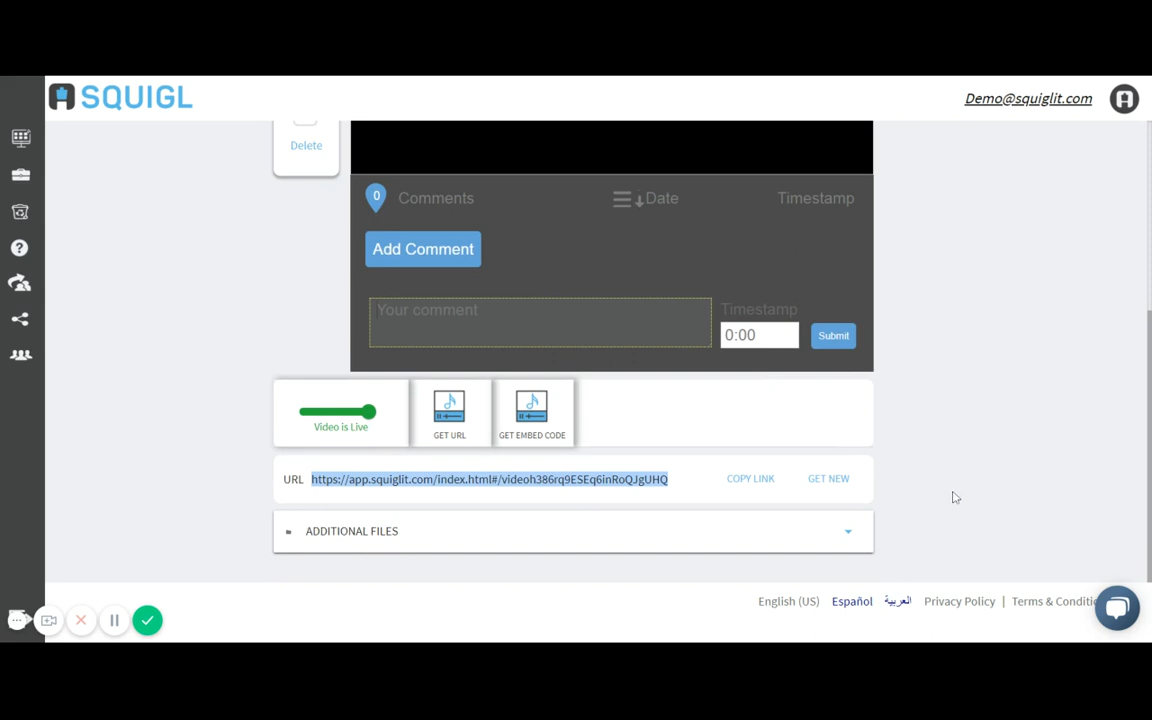 SQUIGL
Demo@squiglit.com
Delete
0 Comments Date Timestamp
Add Comment
Your comment
Timestamp
0:00
Submit
Video is Live
GET URL
GET EMBED CODE
URL https://app.squiglit.com/index.html#/videoh386rq9ESEq6inRoQJgUHQ COPY LINK GET NEW
ADDITIONAL FILES
English (US) Español العربية Privacy Policy | Terms &